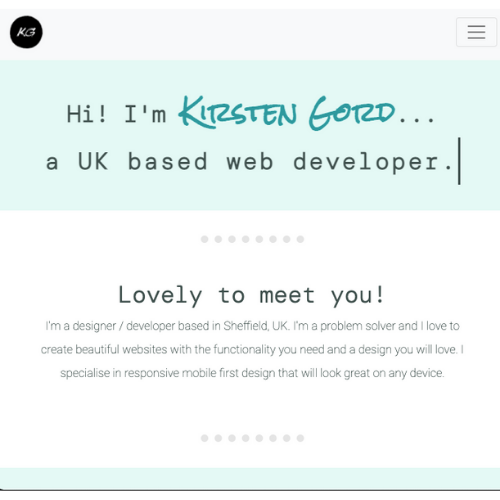 KG
Hi! I'm Kirsten Gord...
a UK based web developer.
Lovely to meet you!
I'm a designer / developer based in Sheffield, UK. I'm a problem solver and I love to
create beautiful websites with the functionality you need and a design you will love. I
specialise in responsive mobile first design that will look great on any device.